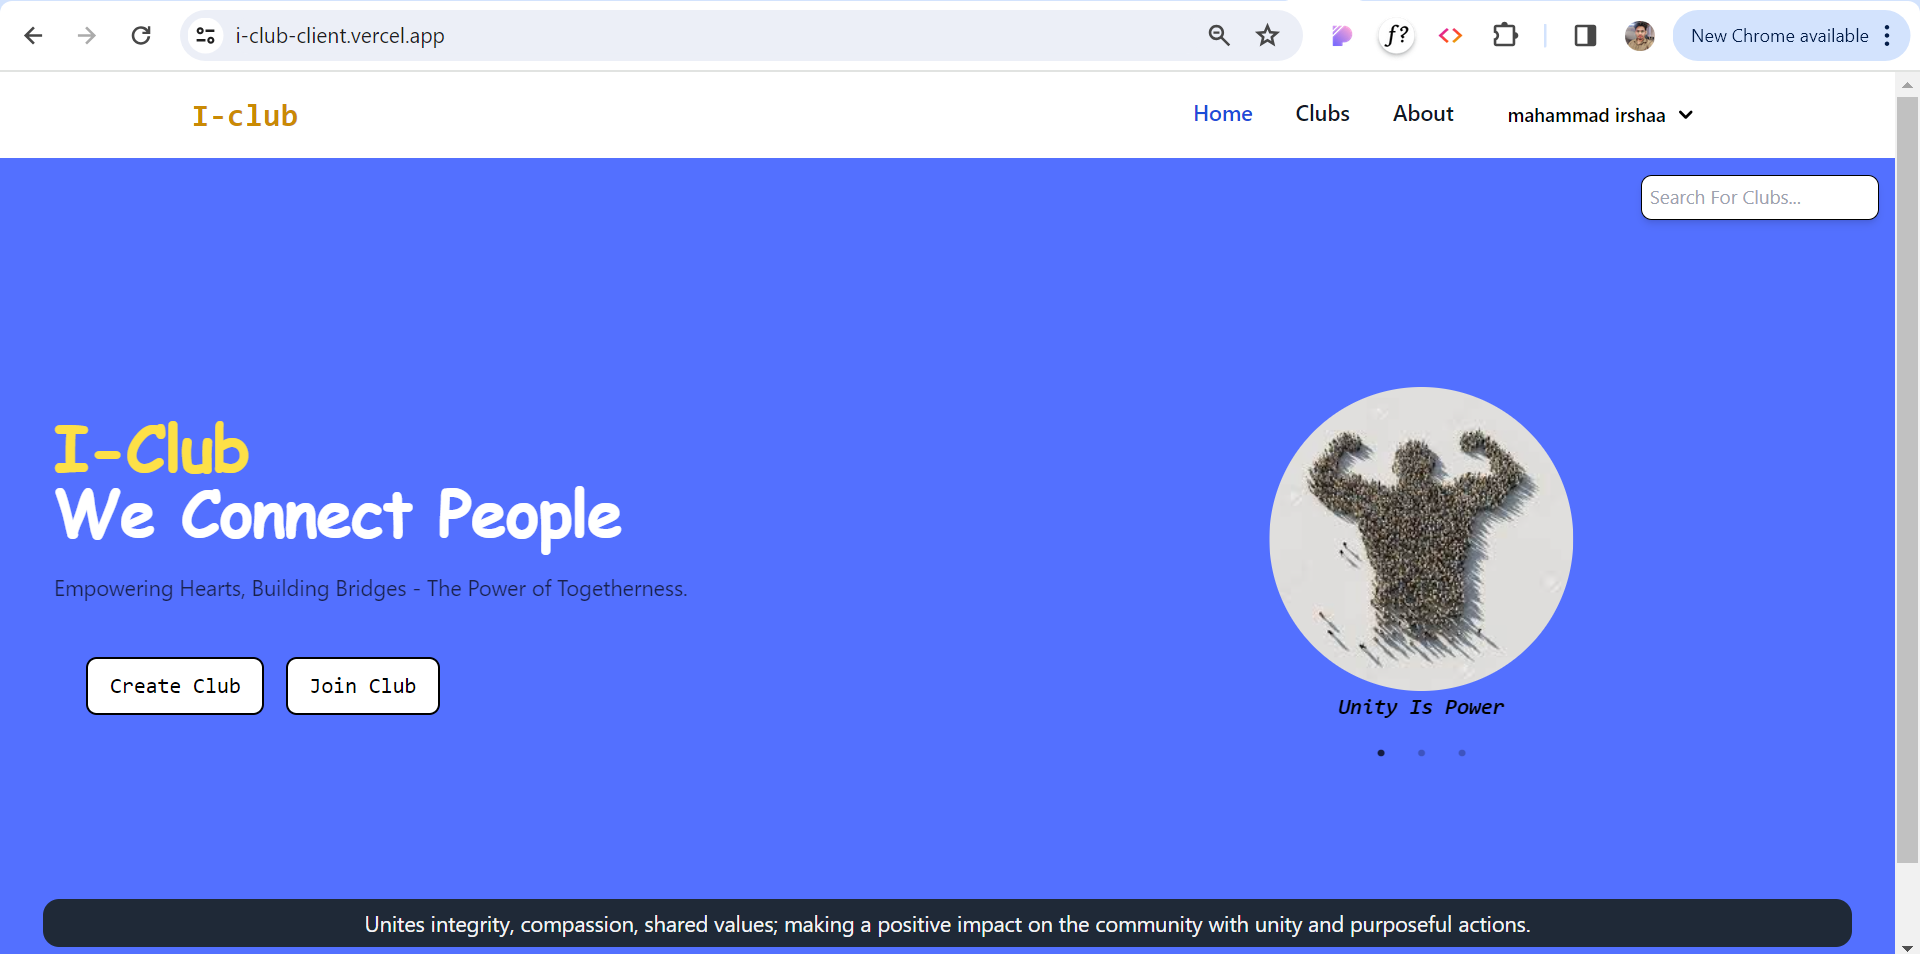 i-club-client.vercel.app
f?
New Chrome available
I-club
Home
Clubs
About
mahammad irshaa
Search For Clubs...
I-Club
We Connect People
Empowering Hearts, Building Bridges - The Power of Togetherness.
Create Club
Join Club
Unity Is Power
Unites integrity, compassion, shared values; making a positive impact on the community with unity and purposeful actions.